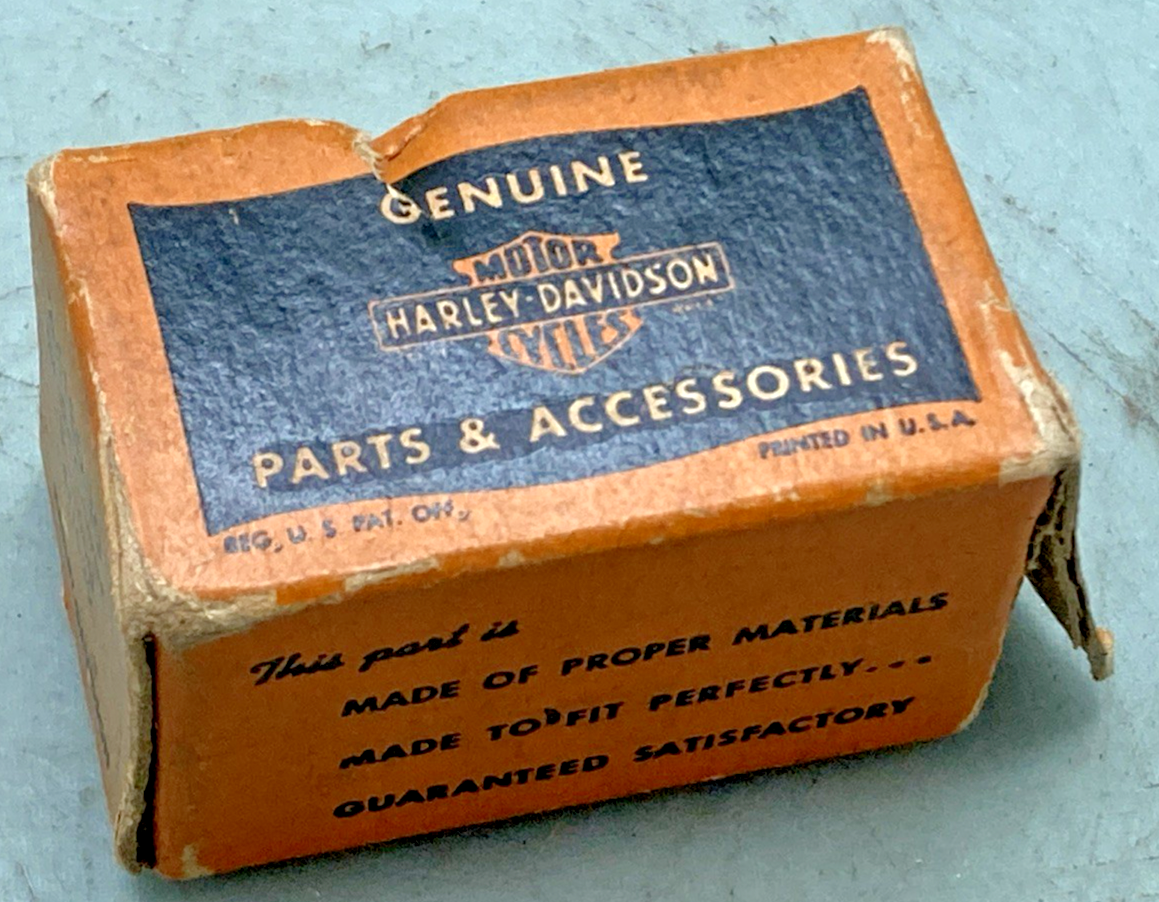 GENUINE
MOTOR
HARLEY-DAVIDSON
CYCLES
PARTS & ACCESSORIES
REG. U. S. PAT. OFF.
PRINTED IN U.S.A.
This part is
MADE OF PROPER MATERIALS
MADE TO FIT PERFECTLY...
GUARANTEED SATISFACTORY